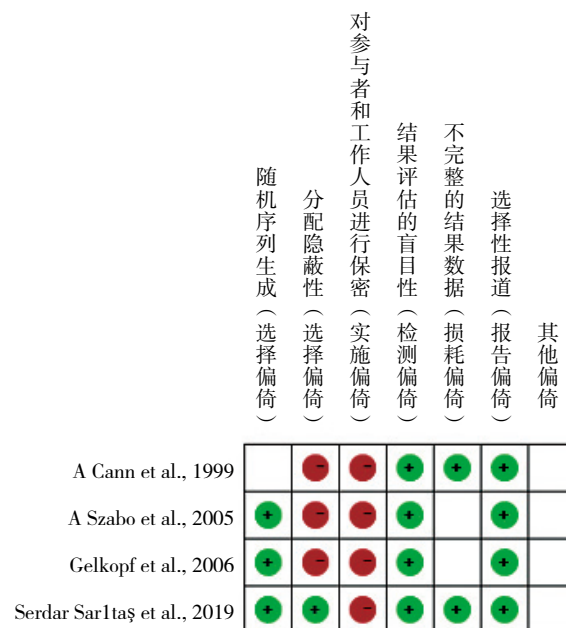 随机序列生成（选择偏倚）
分配隐蔽性（选择偏倚）
对参与者和工作人员进行保密（实施偏倚）
结果评估的盲目性（检测偏倚）
不完整的结果数据（损耗偏倚）
选择性报道（报告偏倚）
其他偏倚
A Cann et al., 1999
- - + + +
A Szabo et al., 2005
+ - - + +
Gelkopf et al., 2006
+ - - + +
Serdar Sar1taş et al., 2019
+ + - + + +